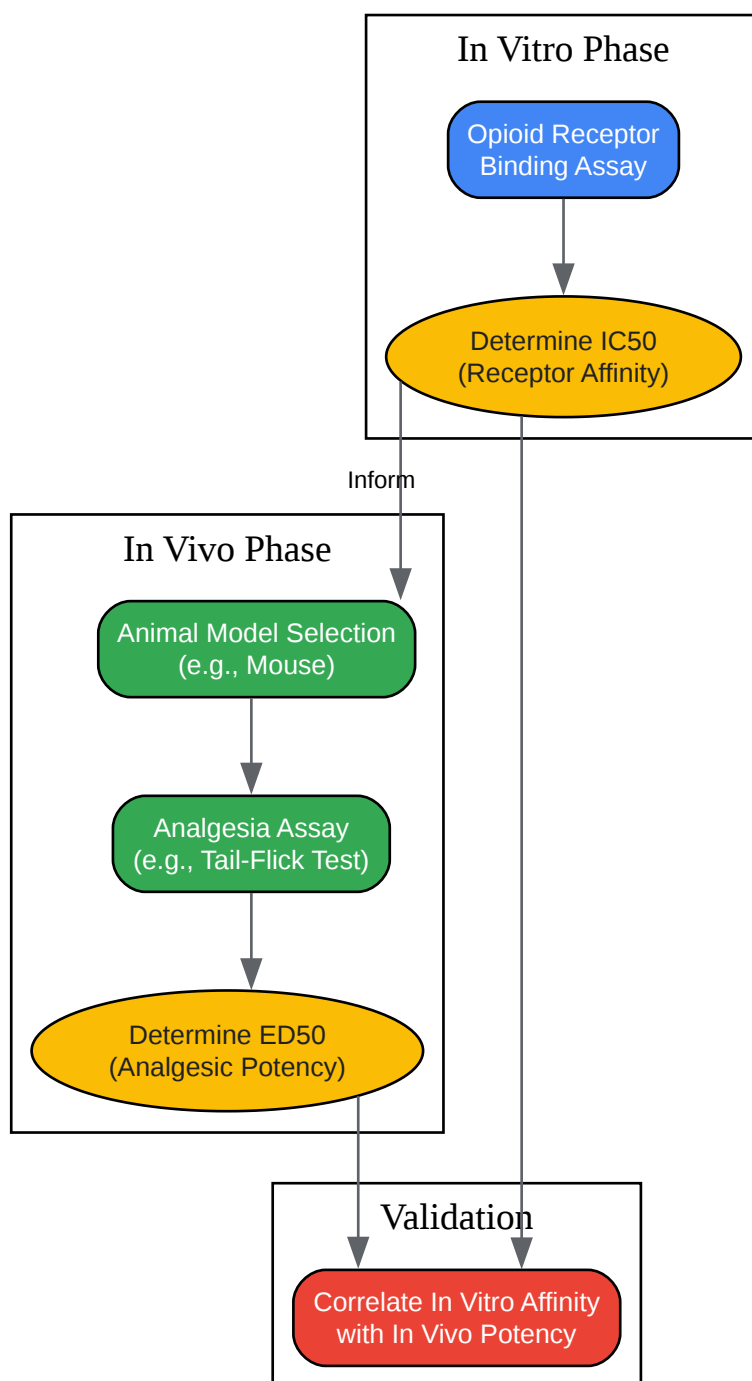 In Vitro Phase
Opioid Receptor
Binding Assay
Determine IC50
(Receptor Affinity)
Inform
In Vivo Phase
Animal Model Selection
(e.g., Mouse)
Analgesia Assay
(e.g., Tail-Flick Test)
Determine ED50
(Analgesic Potency)
Validation
Correlate In Vitro Affinity
with In Vivo Potency